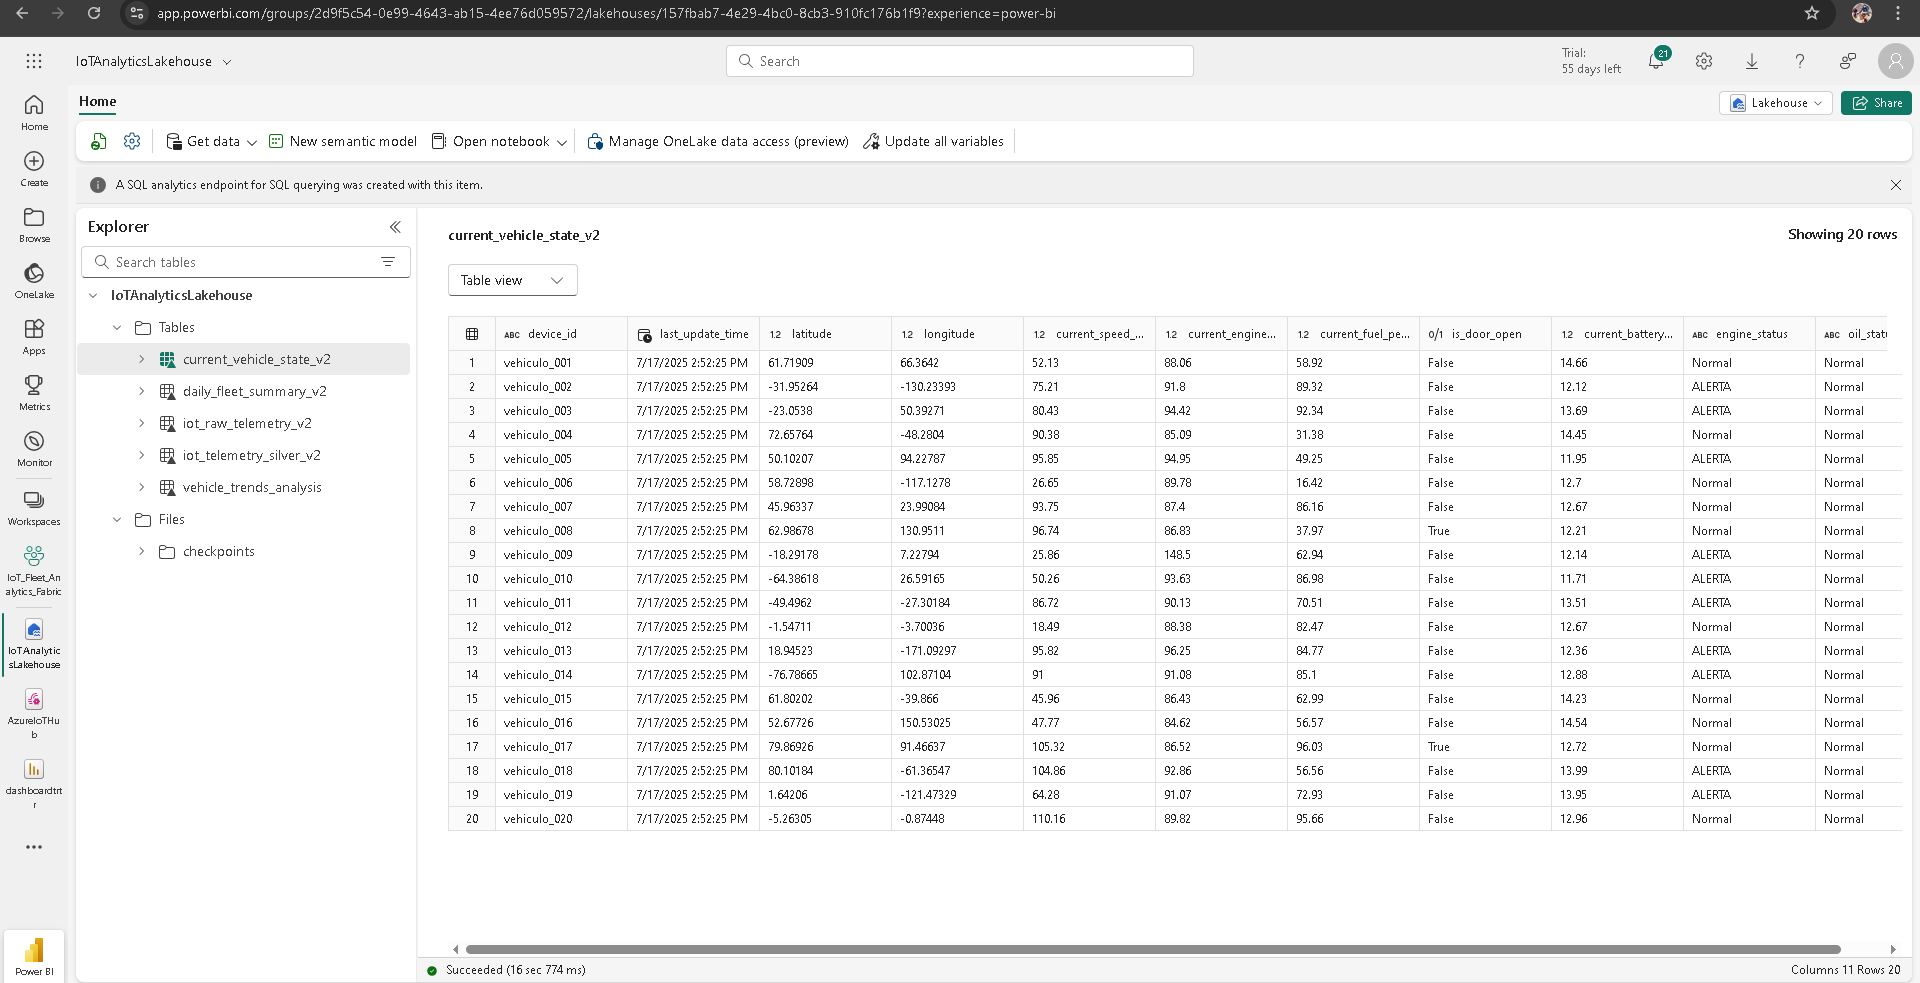 app.powerbi.com/groups/2d9f5c54-0e99-4643-ab15-4ee76d059572/lakehouses/157fbab7-4e29-4bc0-8cb3-910fc176b1f9?experience=power-bi
IoTAnalyticsLakehouse
Search
Trial:
55 days left
21
Home
Lakehouse
Share
Get data
New semantic model
Open notebook
Manage OneLake data access (preview)
Update all variables
A SQL analytics endpoint for SQL querying was created with this item.
Home
Create
Browse
OneLake
Apps
Metrics
Monitor
Workspaces
IoT_Fleet_An
alytics_Fabric
IoTAnalytic
sLakehouse
AzureIoTHu
b
dashboardtrt
r
Power BI
Explorer
Search tables
IoTAnalyticsLakehouse
Tables
current_vehicle_state_v2
daily_fleet_summary_v2
iot_raw_telemetry_v2
iot_telemetry_silver_v2
vehicle_trends_analysis
Files
checkpoints
current_vehicle_state_v2
Showing 20 rows
Table view
ABC device_id last_update_time 1.2 latitude 1.2 longitude 1.2 current_speed_... 1.2 current_engine... 1.2 current_fuel_pe... 0/1 is_door_open 1.2 current_battery... ABC engine_status ABC oil_stat
1 vehiculo_001 7/17/2025 2:52:25 PM 61.71909 66.3642 52.13 88.06 58.92 False 14.66 Normal Normal
2 vehiculo_002 7/17/2025 2:52:25 PM -31.95264 -130.23393 75.21 91.8 89.32 False 12.12 ALERTA Normal
3 vehiculo_003 7/17/2025 2:52:25 PM -23.0538 50.39271 80.43 94.42 92.34 False 13.69 ALERTA Normal
4 vehiculo_004 7/17/2025 2:52:25 PM 72.65764 -48.2804 90.38 85.09 31.38 False 14.45 Normal Normal
5 vehiculo_005 7/17/2025 2:52:25 PM 50.10207 94.22787 95.85 94.95 49.25 False 11.95 ALERTA Normal
6 vehiculo_006 7/17/2025 2:52:25 PM 58.72898 -117.1278 26.65 89.78 16.42 False 12.7 Normal Normal
7 vehiculo_007 7/17/2025 2:52:25 PM 45.96337 23.99084 93.75 87.4 86.16 False 12.67 Normal Normal
8 vehiculo_008 7/17/2025 2:52:25 PM 62.98678 130.9511 96.74 86.83 37.97 True 12.21 Normal Normal
9 vehiculo_009 7/17/2025 2:52:25 PM -18.29178 7.22794 25.86 148.5 62.94 False 12.14 ALERTA Normal
10 vehiculo_010 7/17/2025 2:52:25 PM -64.38618 26.59165 50.26 93.63 86.98 False 11.71 ALERTA Normal
11 vehiculo_011 7/17/2025 2:52:25 PM -49.4962 -27.30184 86.72 90.13 70.51 False 13.51 ALERTA Normal
12 vehiculo_012 7/17/2025 2:52:25 PM -1.54711 -3.70036 18.49 88.38 82.47 False 12.67 Normal Normal
13 vehiculo_013 7/17/2025 2:52:25 PM 18.94523 -171.09297 95.82 96.25 84.77 False 12.36 ALERTA Normal
14 vehiculo_014 7/17/2025 2:52:25 PM -76.78665 102.87104 91 91.08 85.1 False 12.88 ALERTA Normal
15 vehiculo_015 7/17/2025 2:52:25 PM 61.80202 -39.866 45.96 86.43 62.99 False 14.23 Normal Normal
16 vehiculo_016 7/17/2025 2:52:25 PM 52.67726 150.53025 47.77 84.62 56.57 False 14.54 Normal Normal
17 vehiculo_017 7/17/2025 2:52:25 PM 79.86926 91.46637 105.32 86.52 96.03 True 12.72 Normal Normal
18 vehiculo_018 7/17/2025 2:52:25 PM 80.10184 -61.36547 104.86 92.86 56.56 False 13.99 ALERTA Normal
19 vehiculo_019 7/17/2025 2:52:25 PM 1.64206 -121.47329 64.28 91.07 72.93 False 13.95 ALERTA Normal
20 vehiculo_020 7/17/2025 2:52:25 PM -5.26305 -0.87448 110.16 89.82 95.66 False 12.96 Normal Normal
Succeeded (16 sec 774 ms)
Columns 11 Rows 20